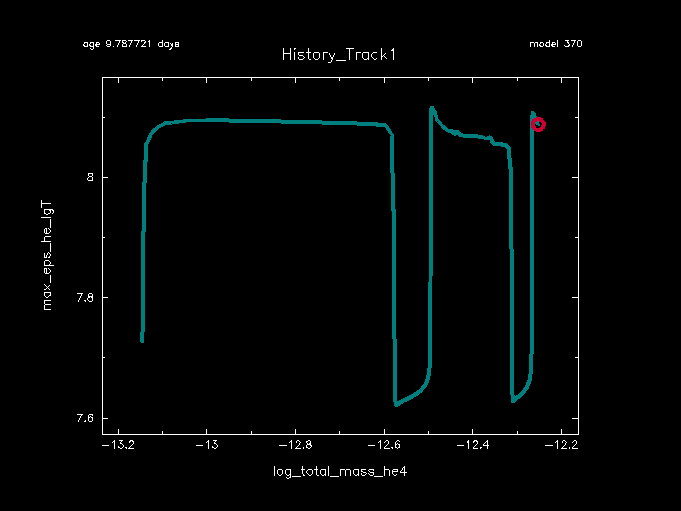 age 9.787721 days
model 370
History_Track1
8
7.8
7.6
max_eps_he_lgT
−13.2
−13
−12.8
−12.6
−12.4
−12.2
log_total_mass_he4